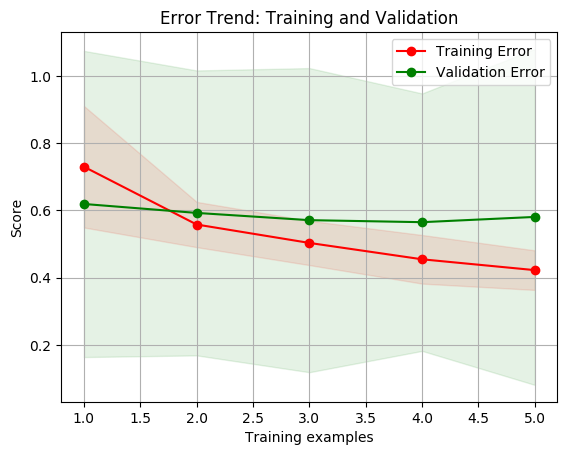 Error Trend: Training and Validation
Training Error
Validation Error
1.0
0.8
0.6
0.4
0.2
Score
1.0 1.5 2.0 2.5 3.0 3.5 4.0 4.5 5.0
Training examples